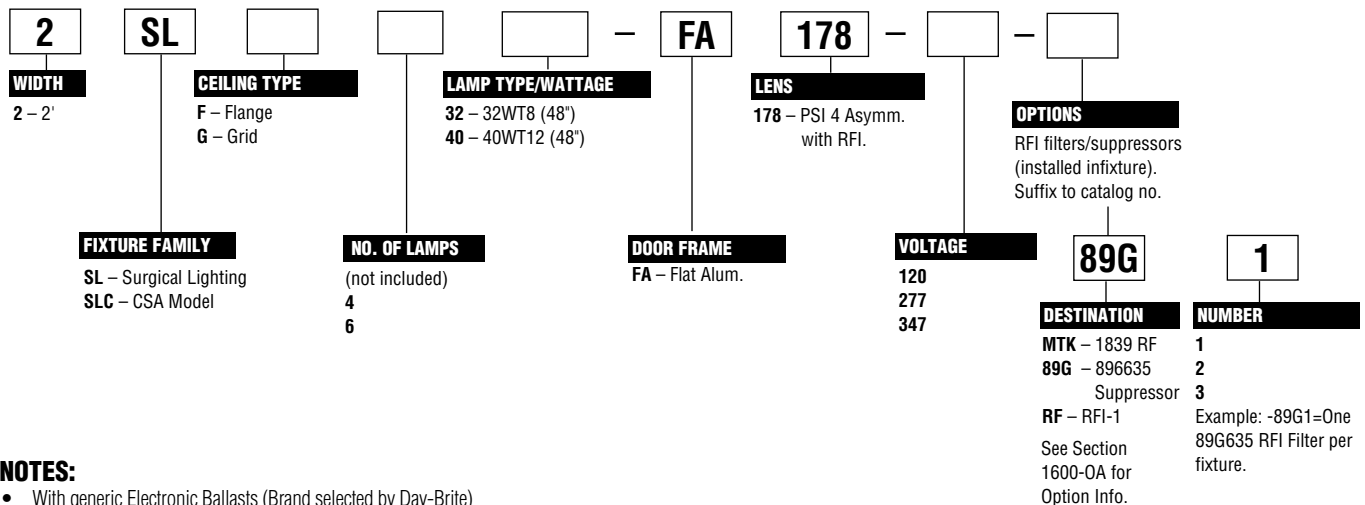 2 SL – FA 178 – –
WIDTH
2 – 2'
CEILING TYPE
F – Flange
G – Grid
LAMP TYPE/WATTAGE
32 – 32WT8 (48")
40 – 40WT12 (48")
LENS
178 – PSI 4 Asymm.
with RFI.
OPTIONS
RFI filters/suppressors
(installed infixture).
Suffix to catalog no.
FIXTURE FAMILY
SL – Surgical Lighting
SLC – CSA Model
NO. OF LAMPS
(not included)
4
6
DOOR FRAME
FA – Flat Alum.
VOLTAGE
120
277
347
89G 1
DESTINATION
MTK – 1839 RF
89G – 896635
Suppressor
RF – RFI-1
See Section
1600-OA for
Option Info.
NUMBER
1
2
3
Example: -89G1=One
89G635 RFI Filter per
fixture.
NOTES:
• With generic Electronic Ballasts (Brand selected by Day-Brite)